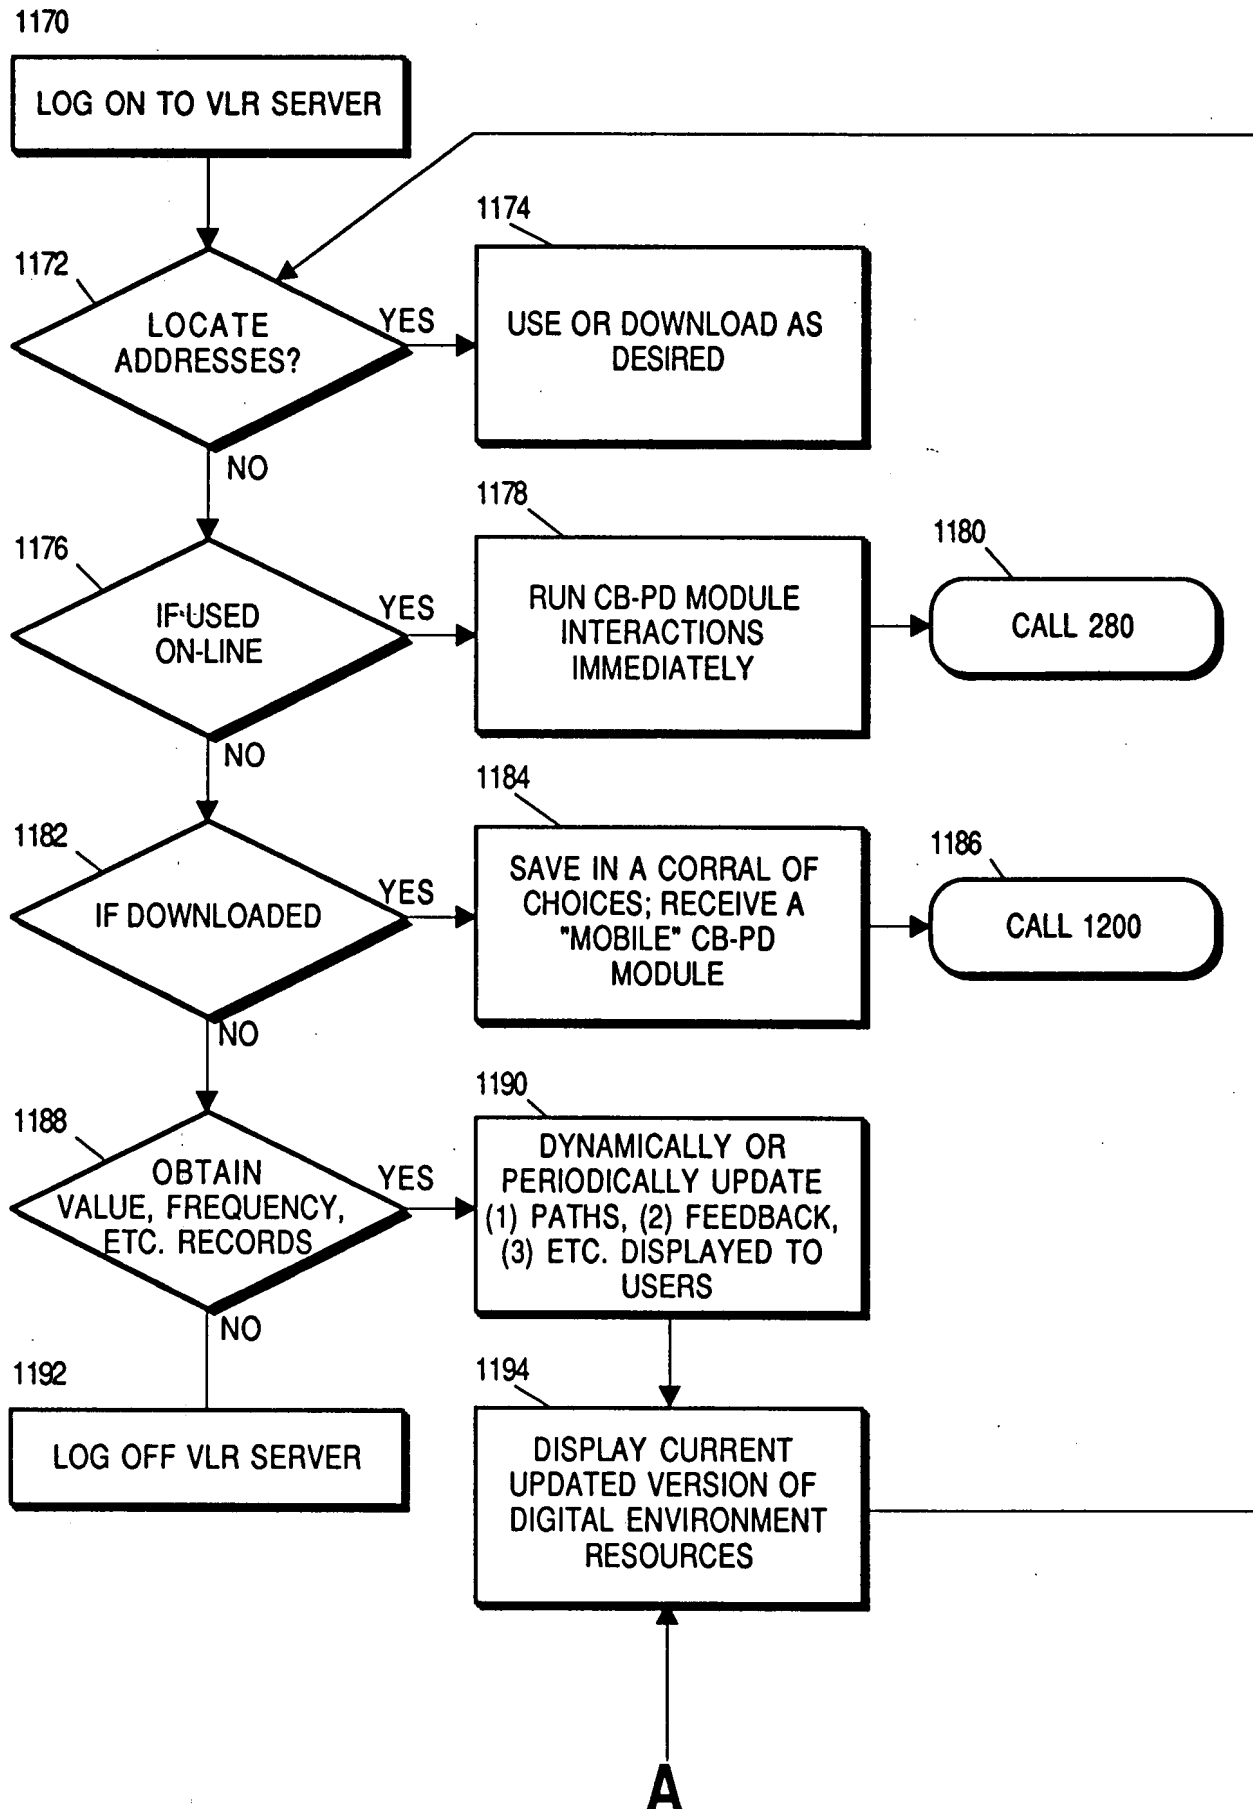 1170
LOG ON TO VLR SERVER
1172
LOCATE
ADDRESSES?
YES
NO
1174
USE OR DOWNLOAD AS
DESIRED
1176
IF USED
ON-LINE
YES
NO
1178
RUN CB-PD MODULE
INTERACTIONS
IMMEDIATELY
1180
CALL 280
1182
IF DOWNLOADED
YES
NO
1184
SAVE IN A CORRAL OF
CHOICES; RECEIVE A
"MOBILE" CB-PD
MODULE
1186
CALL 1200
1188
OBTAIN
VALUE, FREQUENCY,
ETC. RECORDS
YES
NO
1190
DYNAMICALLY OR
PERIODICALLY UPDATE
(1) PATHS, (2) FEEDBACK,
(3) ETC. DISPLAYED TO
USERS
1192
LOG OFF VLR SERVER
1194
DISPLAY CURRENT
UPDATED VERSION OF
DIGITAL ENVIRONMENT
RESOURCES
A